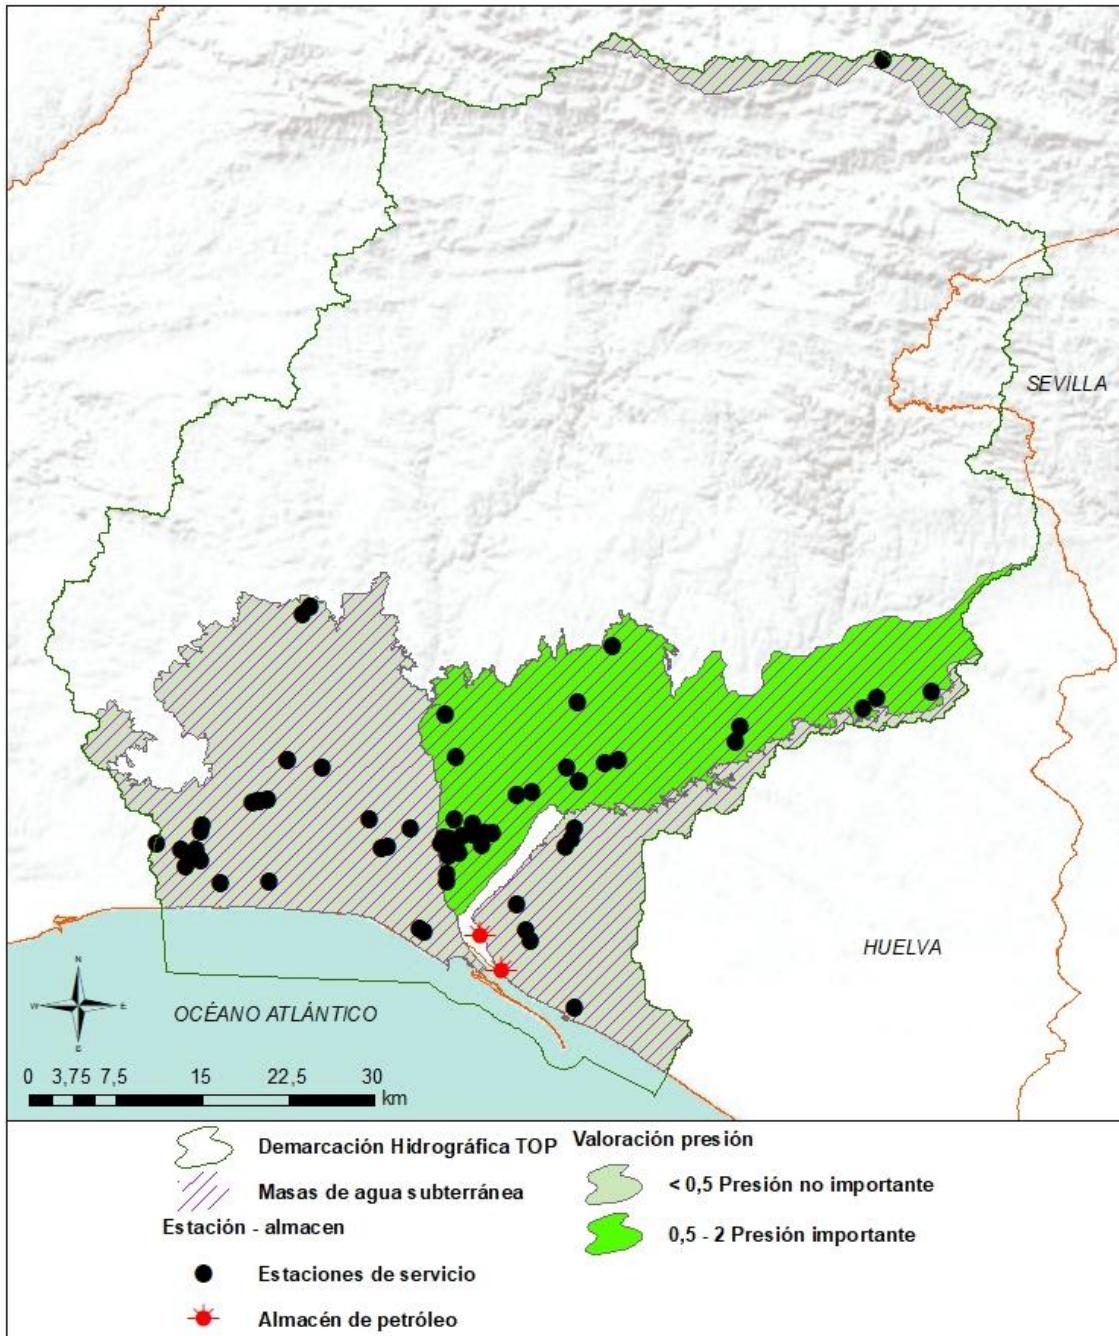 SEVILLA
HUELVA
N
W
E
S
OCÉANO ATLÁNTICO
0 3,75 7,5 15 22,5 30
km
Demarcación Hidrográfica TOP
Masas de agua subterránea
Estación - almacen
Estaciones de servicio
Almacén de petróleo
Valoración presión
< 0,5 Presión no importante
0,5 - 2 Presión importante